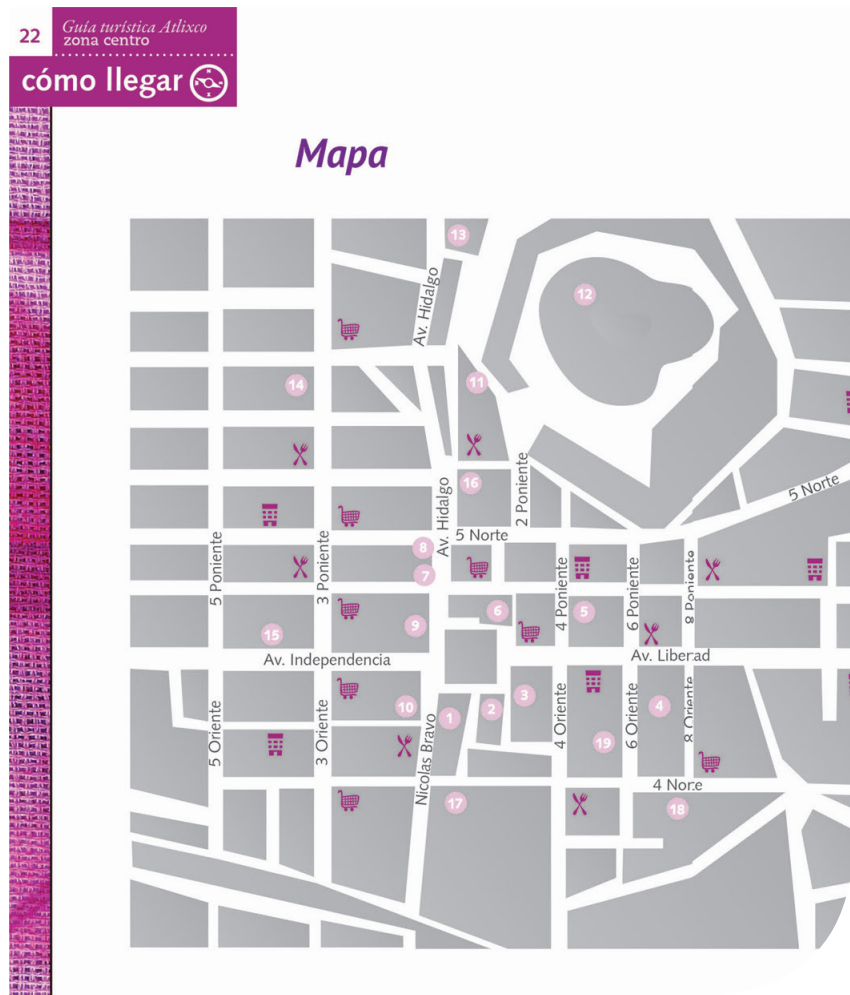 22
Guía turística Atlixco
zona centro
cómo llegar
Mapa
13
12
Av. Hidalgo
11
14
16
2 Poniente
5 Norte
Av. Hidalgo
5 Norte
8
7
5 Poniente
3 Poniente
4 Poniente
6 Poniente
8 Poniente
6
5
9
15
Av. Independencia
Av. Liber ad
10
1
2
3
4
5 Oriente
3 Oriente
Nicolas Bravo
4 Oriente
6 Oriente
8 Oriente
19
4 Nor e
17
18